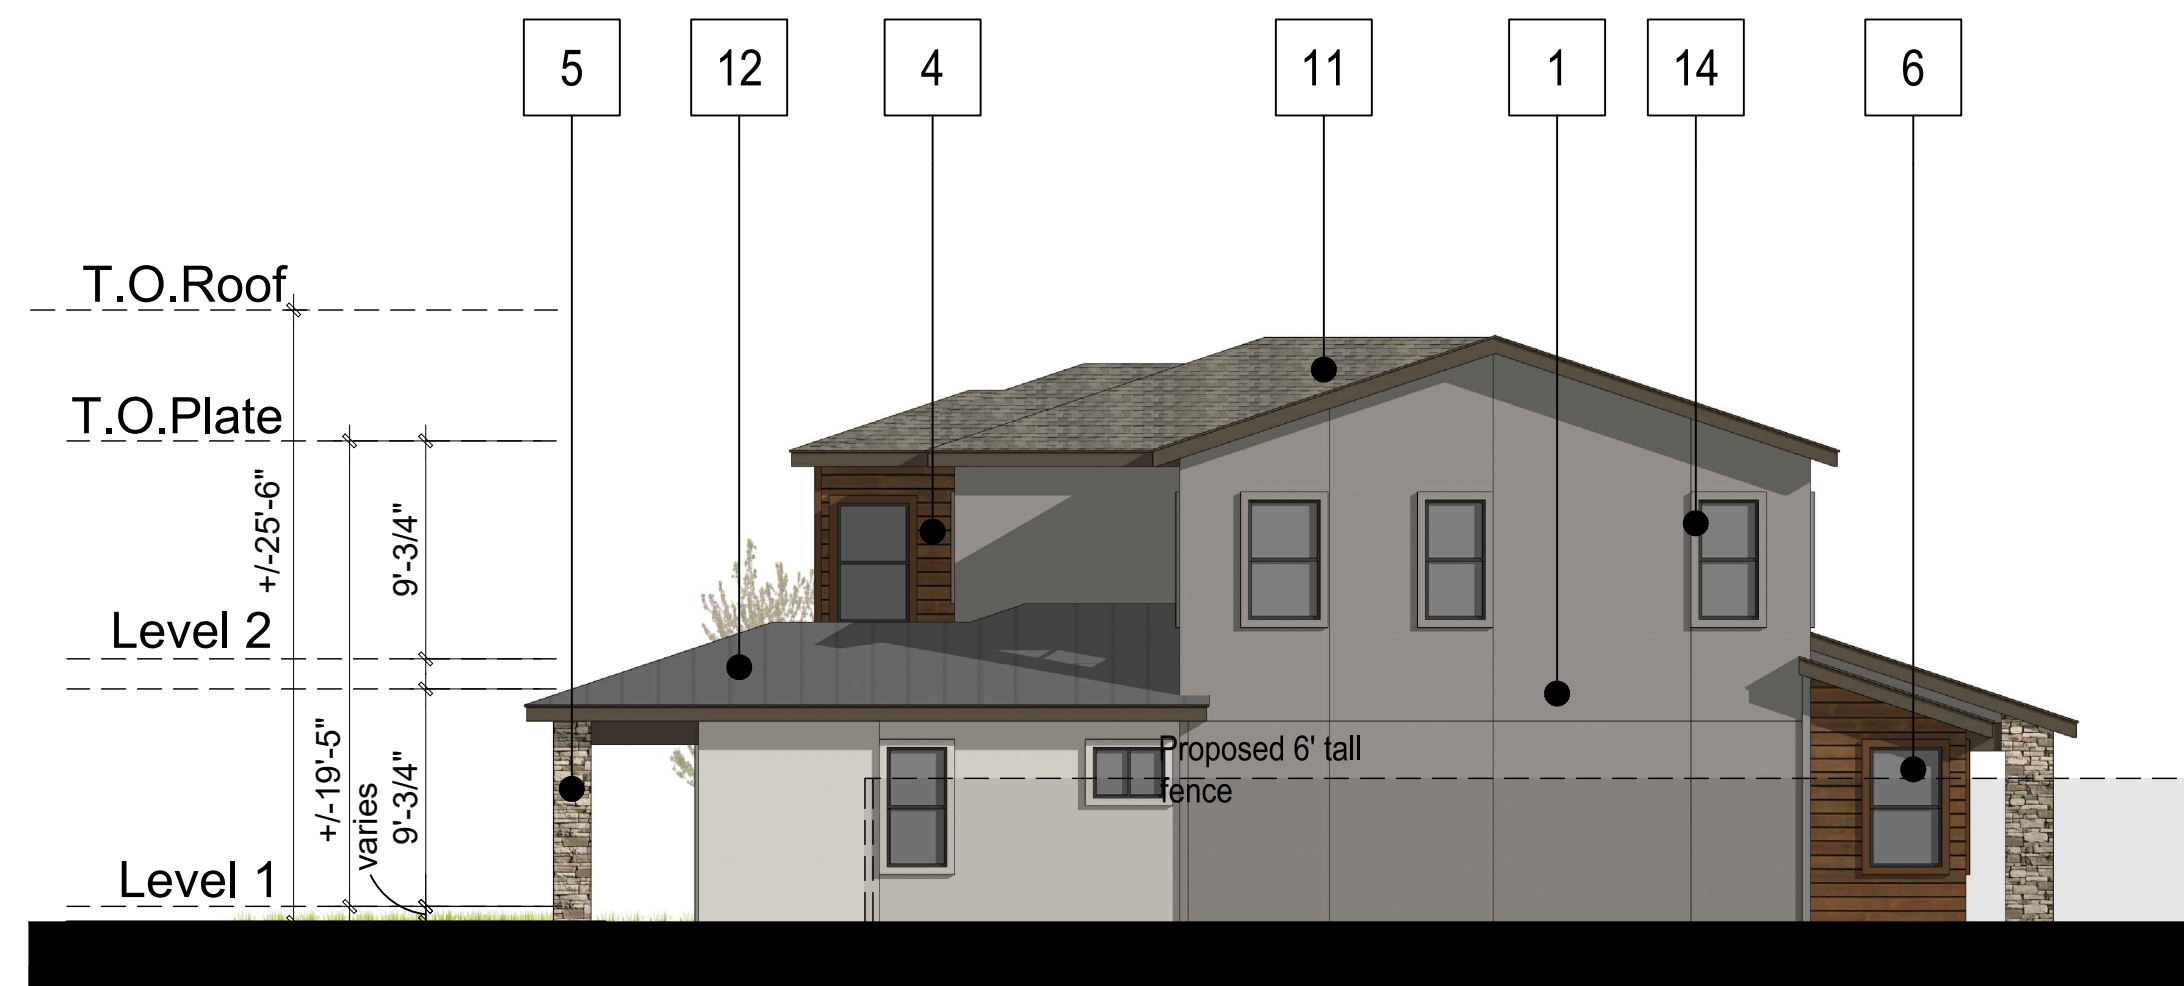 5
12
4
11
1
14
6
T.O.Roof
T.O.Plate
Level 2
Level 1
+/-25'-6"
+/-19'-5"
varies
9'-3/4"
9'-3/4"
Proposed 6' tall
fence